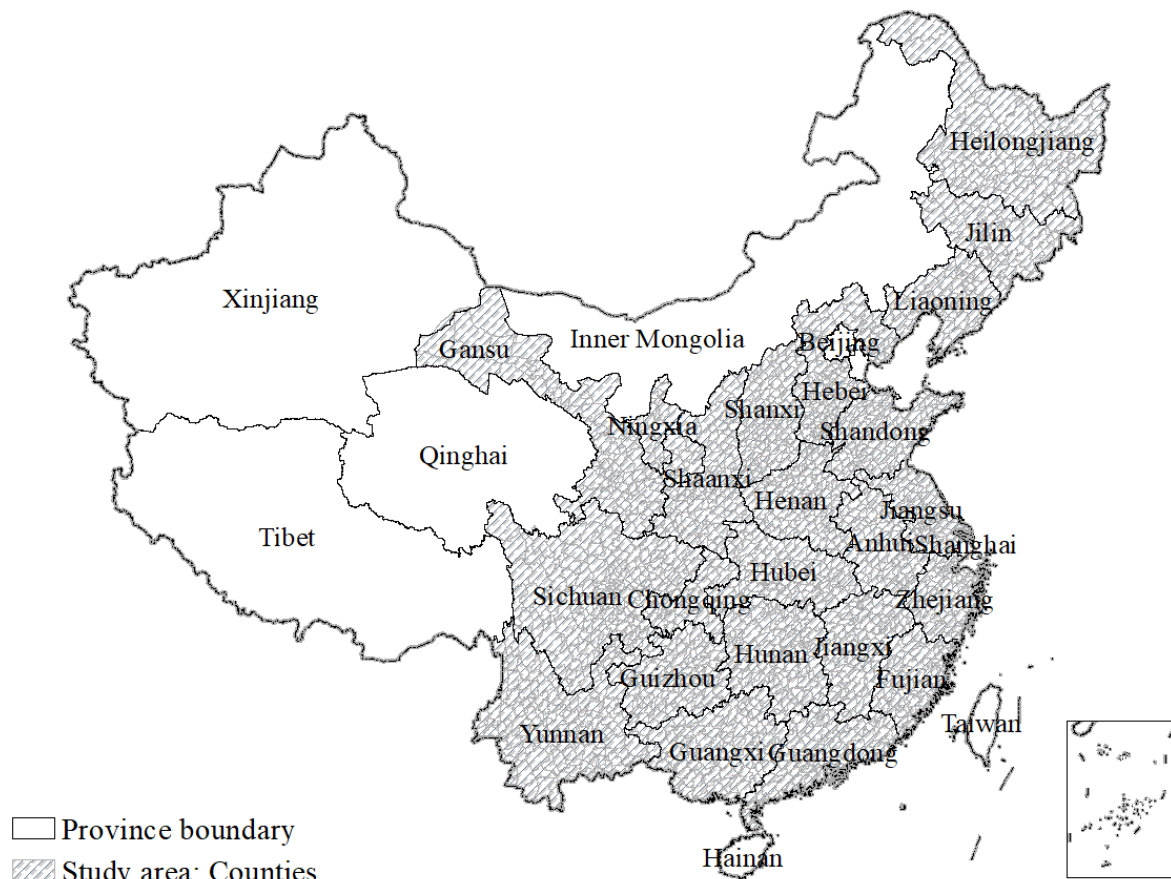 Heilongjiang
Jilin
Liaoning
Xinjiang
Inner Mongolia
Beijing
Gansu
Hebei
Shanxi
Ningxia
Shandong
Qinghai
Shaanxi
Henan
Jiangsu
Tibet
Anhui
Shanghai
Hubei
Sichuan
Chongqing
Zhejiang
Hunan
Jiangxi
Guizhou
Fujian
Taiwan
Yunnan
Guangxi
Guangdong
Province boundary
Hainan
Study area: Counties